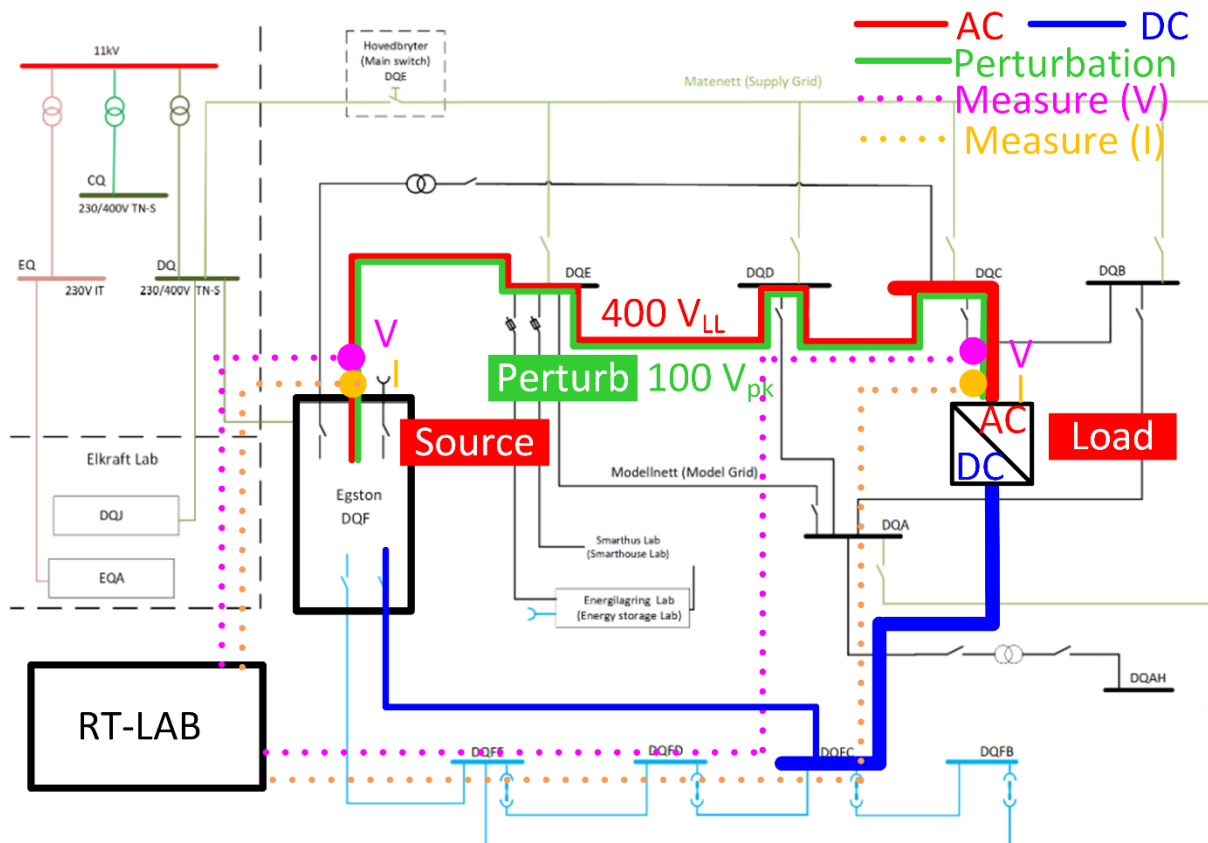 AC
DC
Perturbation
Measure (V)
Measure (I)
11kV
Hovedbryter
(Main switch)
DQE
Matenett (Supply Grid)
CQ
230/400V TN-S
EQ
230V IT
DQ
230/400V TN-S
DQE
DQD
DQC
DQB
400 VLL
V
I
Perturb
100 Vpk
V
I
Source
AC
DC
Load
Elkraft Lab
DQJ
EQA
Egston
DQF
Modellnett (Model Grid)
DQA
Smarthus Lab
(Smarthouse Lab)
Energilagring Lab
(Energy storage Lab)
DQAH
RT-LAB
DQFD
DQFC
DQFB